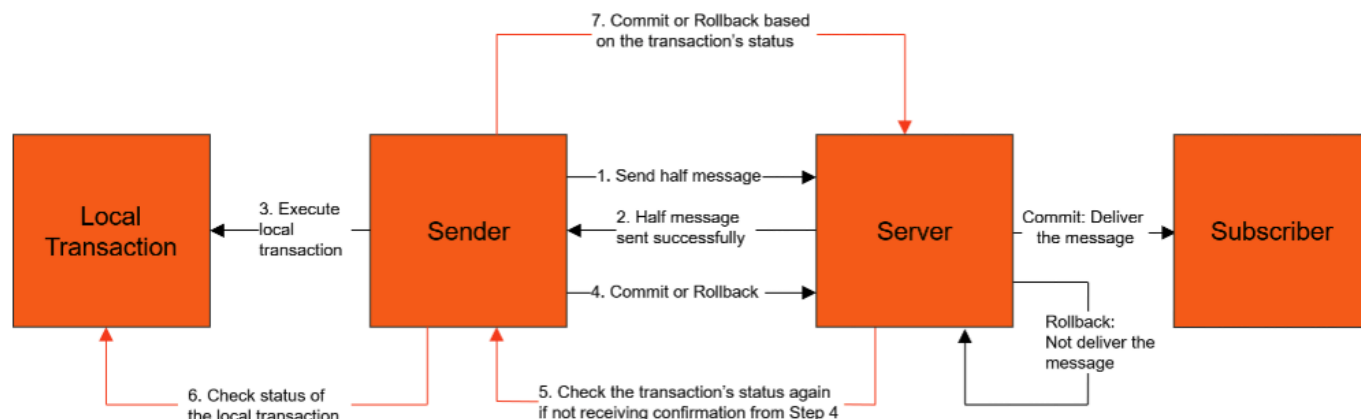 7. Commit or Rollback based
on the transaction's status
Local
Transaction
3. Execute
local
transaction
Sender
1. Send half message
2. Half message
sent successfully
4. Commit or Rollback
Server
Commit: Deliver
the message
Subscriber
Rollback:
Not deliver the
message
6. Check status of
the local transaction
5. Check the transaction's status again
if not receiving confirmation from Step 4